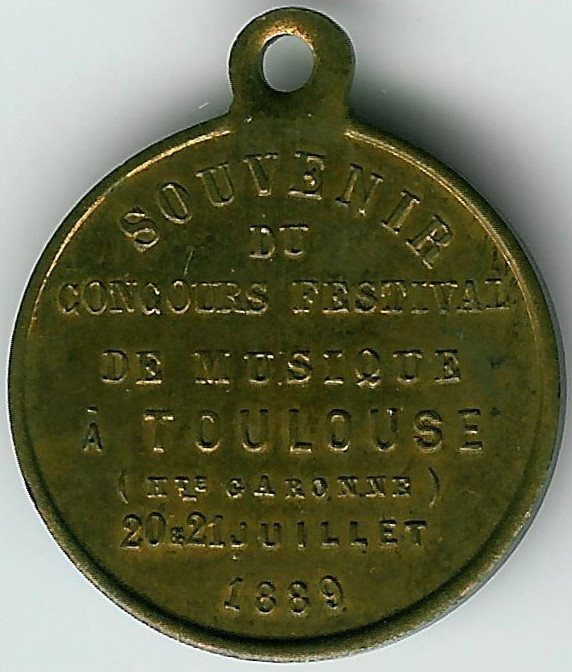 SOUVENIR
DU
CONCOURS FESTIVAL
DE MUSIQUE
À TOULOUSE
(HTE GARONNE)
20 & 21 JUILLET
1889